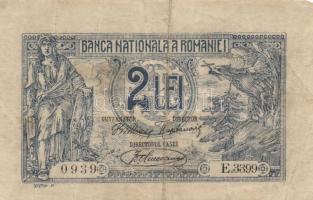 BANCA NATIONALA A ROMANIEI
2 LEI
GUVERNATOR DIRECTOR
DIRECTORUL CASEI
0939
E.3399